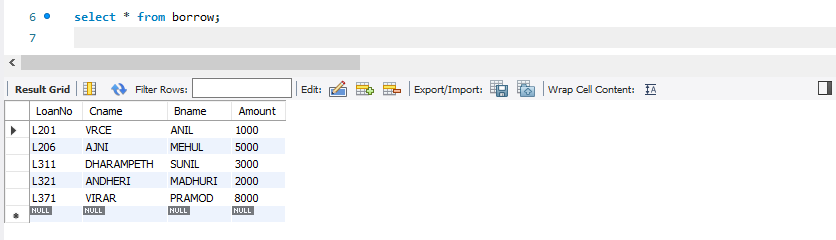 6 select * from borrow;
7
Result Grid Filter Rows: Edit: Export/Import: Wrap Cell Content:
LoanNo Cname Bname Amount
L201 VRCE ANIL 1000
L206 AJNI MEHUL 5000
L311 DHARAMPETH SUNIL 3000
L321 ANDHERI MADHURI 2000
L371 VIRAR PRAMOD 8000
NULL NULL NULL NULL